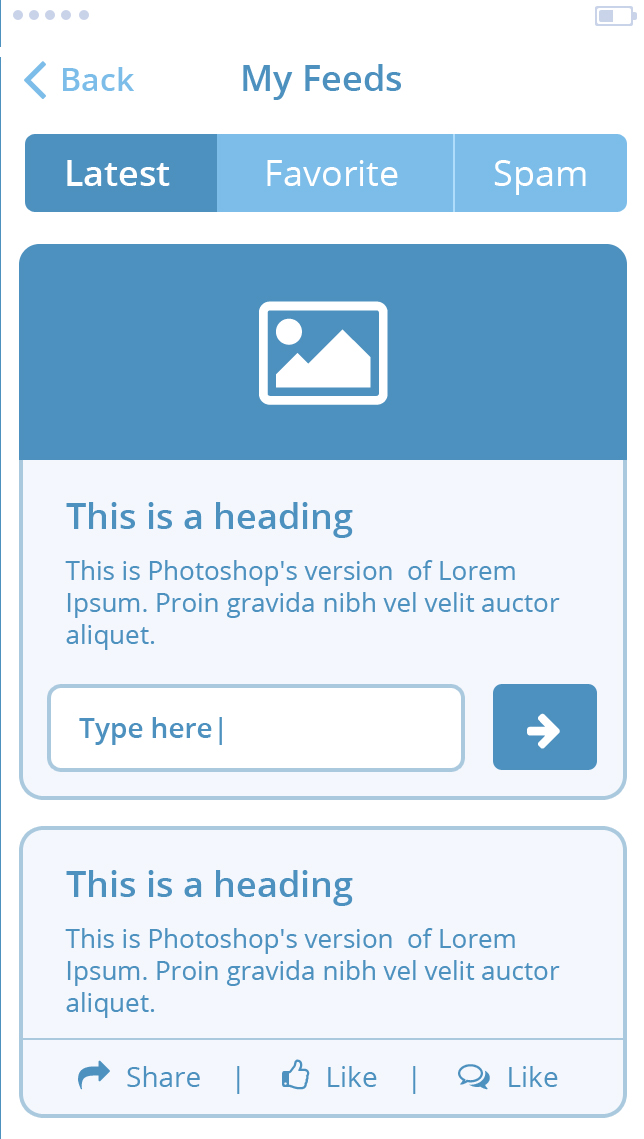 Back
My Feeds
Latest
Favorite
Spam
This is a heading
This is Photoshop's version  of Lorem
Ipsum. Proin gravida nibh vel velit auctor
aliquet.
Type here|
This is a heading
This is Photoshop's version  of Lorem
Ipsum. Proin gravida nibh vel velit auctor
aliquet.
Share | Like | Like